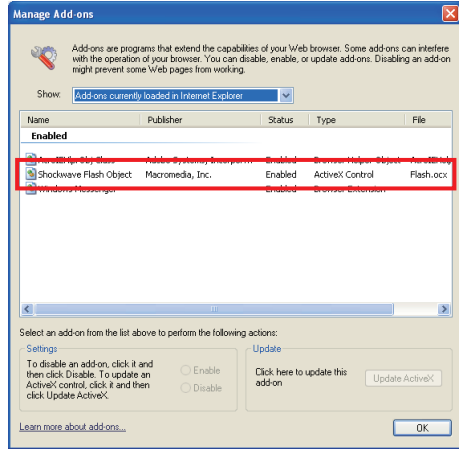 Manage Add-ons
Add-ons are programs that extend the capabilities of your Web browser. Some add-ons can interfere
with the operation of your browser. You can disable, enable, or update add-ons. Disabling an add-on
might prevent some Web pages from working.
Show: Add-ons currently loaded in Internet Explorer
Name Publisher Status Type File
Enabled
Enabled Browser Helper Object
Shockwave Flash Object Macromedia, Inc. Enabled ActiveX Control Flash.ocx
Windows Messenger Enabled Browser Extension
Select an add-on from the list above to perform the following actions:
Settings
To disable an add-on, click it and
then click Disable. To update an
ActiveX control, click it and then
click Update ActiveX.
Enable
Disable
Update
Click here to update this
add-on
Update ActiveX
Learn more about add-ons...
OK